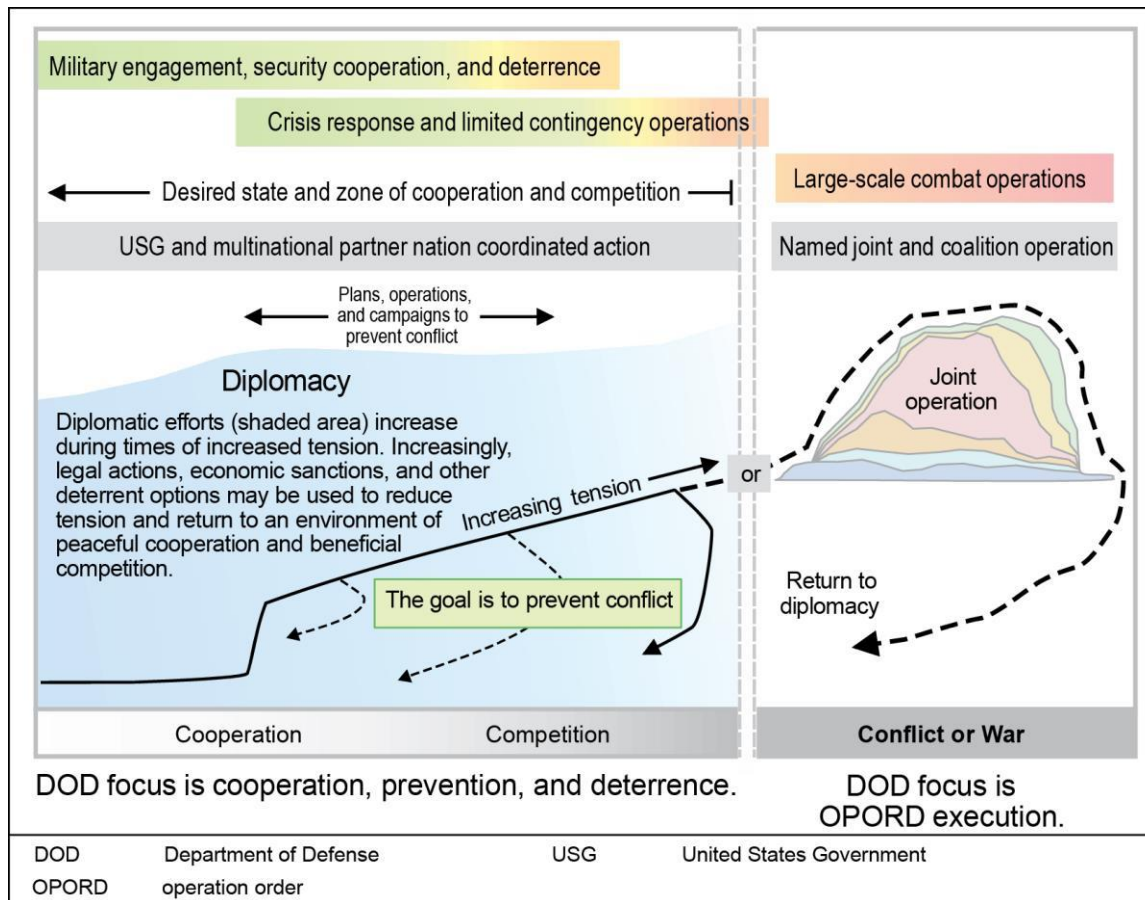 Military engagement, security cooperation, and deterrence
Crisis response and limited contingency operations
Large-scale combat operations
Desired state and zone of cooperation and competition
USG and multinational partner nation coordinated action
Named joint and coalition operation
Plans, operations,
and campaigns to
prevent conflict
Diplomacy
Diplomatic efforts (shaded area) increase
during times of increased tension. Increasingly,
legal actions, economic sanctions, and other
deterrent options may be used to reduce
tension and return to an environment of
peaceful cooperation and beneficial
competition.
Increasing tension
or
Joint
operation
The goal is to prevent conflict
Return to
diplomacy
Cooperation
Competition
Conflict or War
DOD focus is cooperation, prevention, and deterrence.
DOD focus is
OPORD execution.
DOD Department of Defense USG United States Government
OPORD operation order